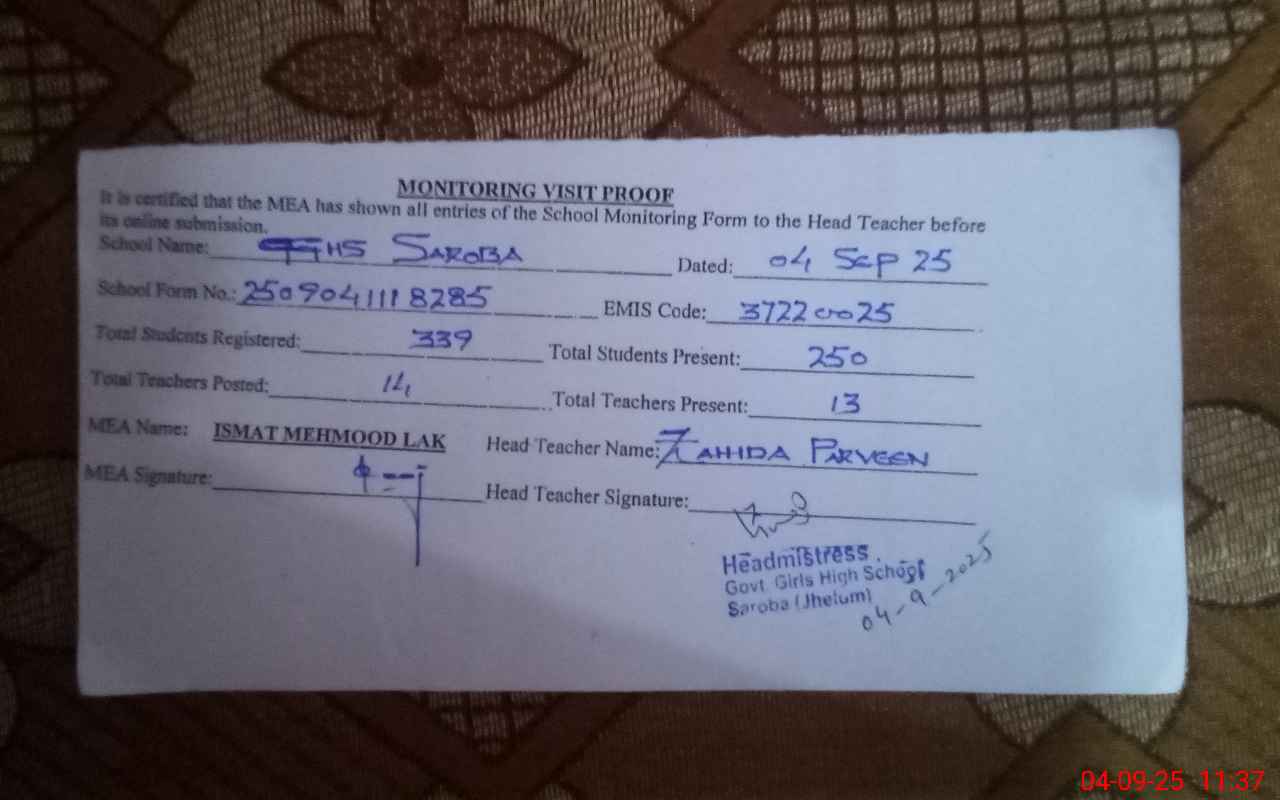 MONITORING VISIT PROOF
It is certified that the MEA has shown all entries of the School Monitoring Form to the Head Teacher before
its online submission.
School Name: GGHS SAROBA Dated: 04 SEP 25
School Form No.: 2509041118285 EMIS Code: 37220025
Total Students Registered: 339 Total Students Present: 250
Total Teachers Posted: 14 Total Teachers Present: 13
MEA Name: ISMAT MEHMOOD LAK Head Teacher Name: ZAHIDA PARVEEN
MEA Signature: Head Teacher Signature:
Headmistress
Govt. Girls High School
Saroba (Jhelum)
04-9-2025
04-09-25 11:37